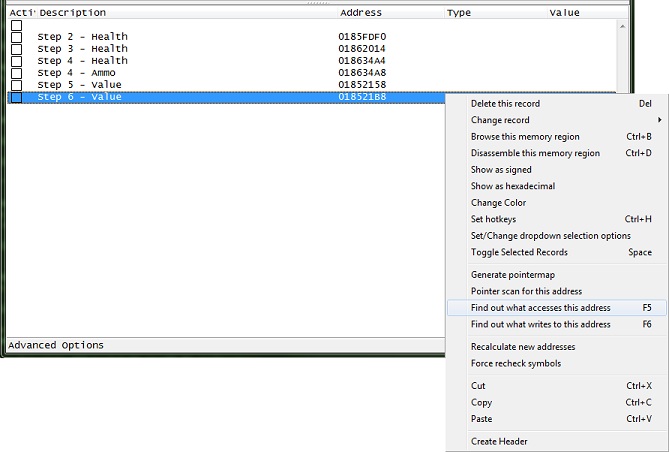 Acti Description Address Type Value
Step 2 - Health 0185FDF0
Step 3 - Health 01862014
Step 4 - Health 018634A4
Step 4 - Ammo 018634A8
Step 5 - Value 01852158
Step 6 - Value 018521B8
Delete this record Del
Change record
Browse this memory region Ctrl+B
Disassemble this memory region Ctrl+D
Show as signed
Show as hexadecimal
Change Color
Set hotkeys Ctrl+H
Set/Change dropdown selection options
Toggle Selected Records Space
Generate pointermap
Pointer scan for this address
Find out what accesses this address F5
Find out what writes to this address F6
Recalculate new addresses
Force recheck symbols
Cut Ctrl+X
Copy Ctrl+C
Paste Ctrl+V
Create Header
Advanced Options